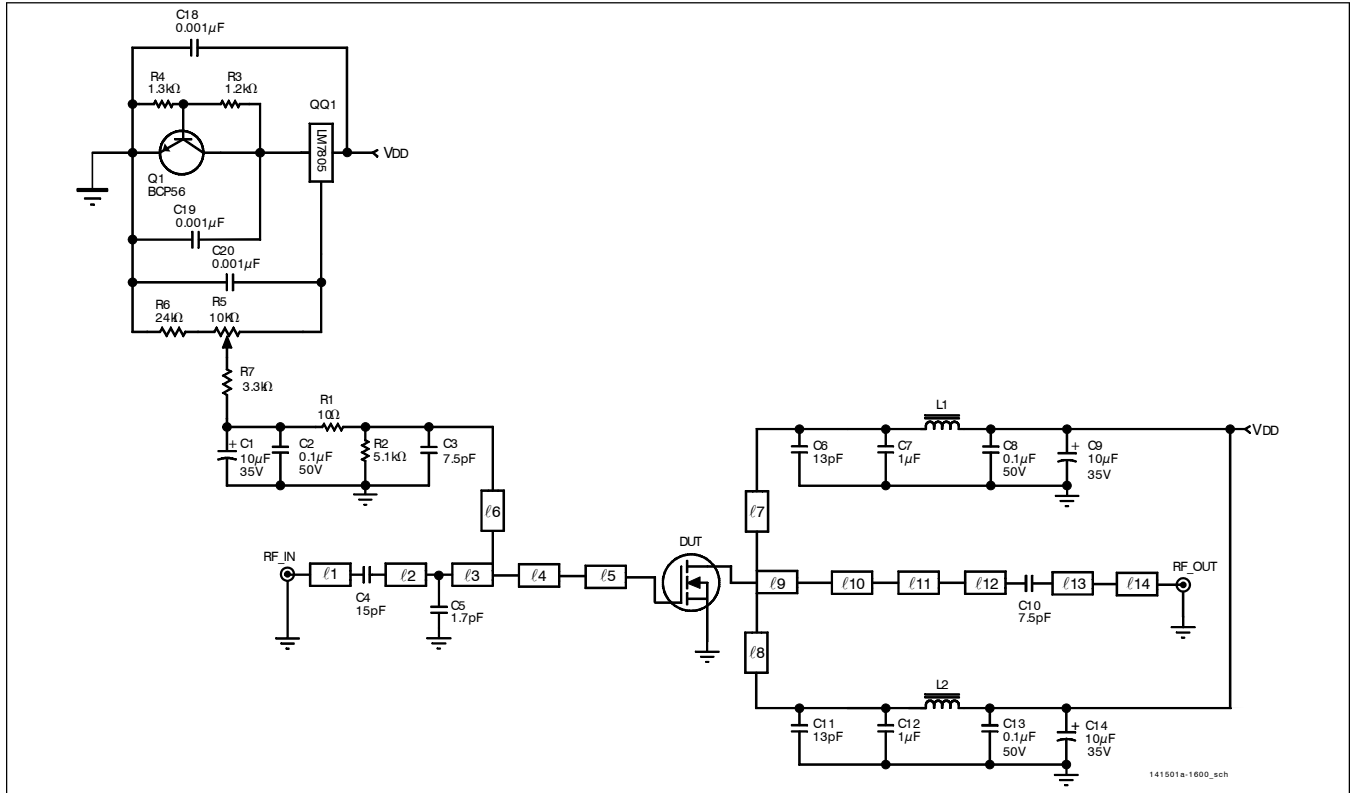 C18
0.001µF
R4
1.3kΩ
R3
1.2kΩ
QQ1
LM7805
VDD
Q1
BCP56
C19
0.001µF
C20
0.001µF
R6
24kΩ
R5
10KΩ
R7
3.3kΩ
R1
10Ω
C1
+
10µF
35V
C2
0.1µF
50V
R2
5.1kΩ
C3
7.5pF
L1
VDD
C6
13pF
C7
1µF
C8
0.1µF
50V
+
C9
10µF
35V
ℓ6
ℓ7
DUT
RF_IN
ℓ1
ℓ2
ℓ3
ℓ4
ℓ5
ℓ9
ℓ10
ℓ11
ℓ12
ℓ13
ℓ14
RF_OUT
C4
15pF
C5
1.7pF
C10
7.5pF
ℓ8
L2
C11
13pF
C12
1µF
C13
0.1µF
50V
+
C14
10µF
35V
141501a-1600_sch